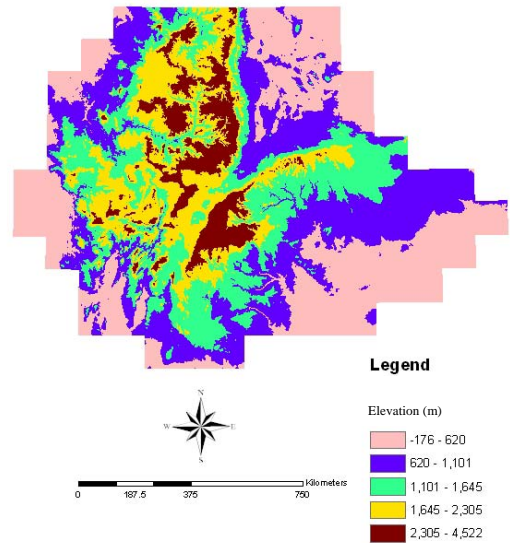 Legend
Elevation (m)
-176 - 620
620 - 1,101
1,101 - 1,645
1,645 - 2,305
2,305 - 4,522
N
W E
S
Kilometers
0 187.5 375 750